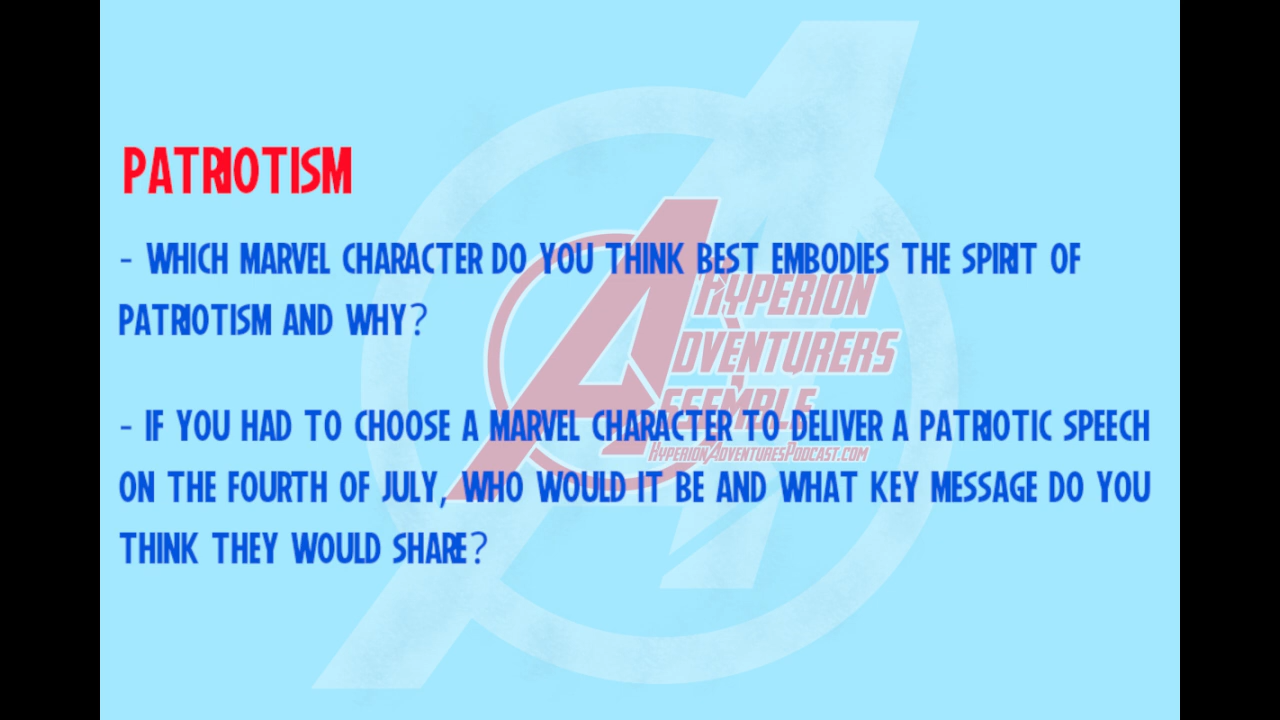 PATRIOTISM
- WHICH MARVEL CHARACTER DO YOU THINK BEST EMBODIES THE SPIRIT OF
PATRIOTISM AND WHY?
HYPERION
ADVENTURERS
ASSEMBLE
- IF YOU HAD TO CHOOSE A MARVEL CHARACTER TO DELIVER A PATRIOTIC SPEECH
HYPERIONADVENTURESPODCAST.COM
ON THE FOURTH OF JULY, WHO WOULD IT BE AND WHAT KEY MESSAGE DO YOU
THINK THEY WOULD SHARE?